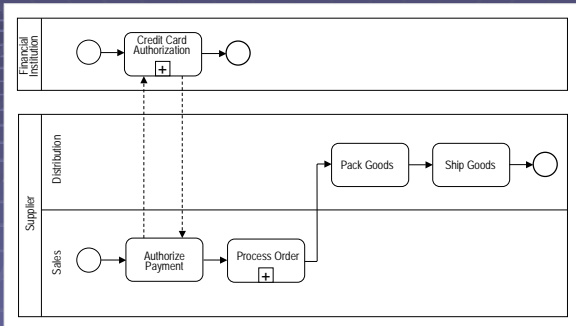 Financial
Institution
Credit Card
Authorization
+
Supplier
Distribution
Pack Goods
Ship Goods
Sales
Authorize
Payment
Process Order
+